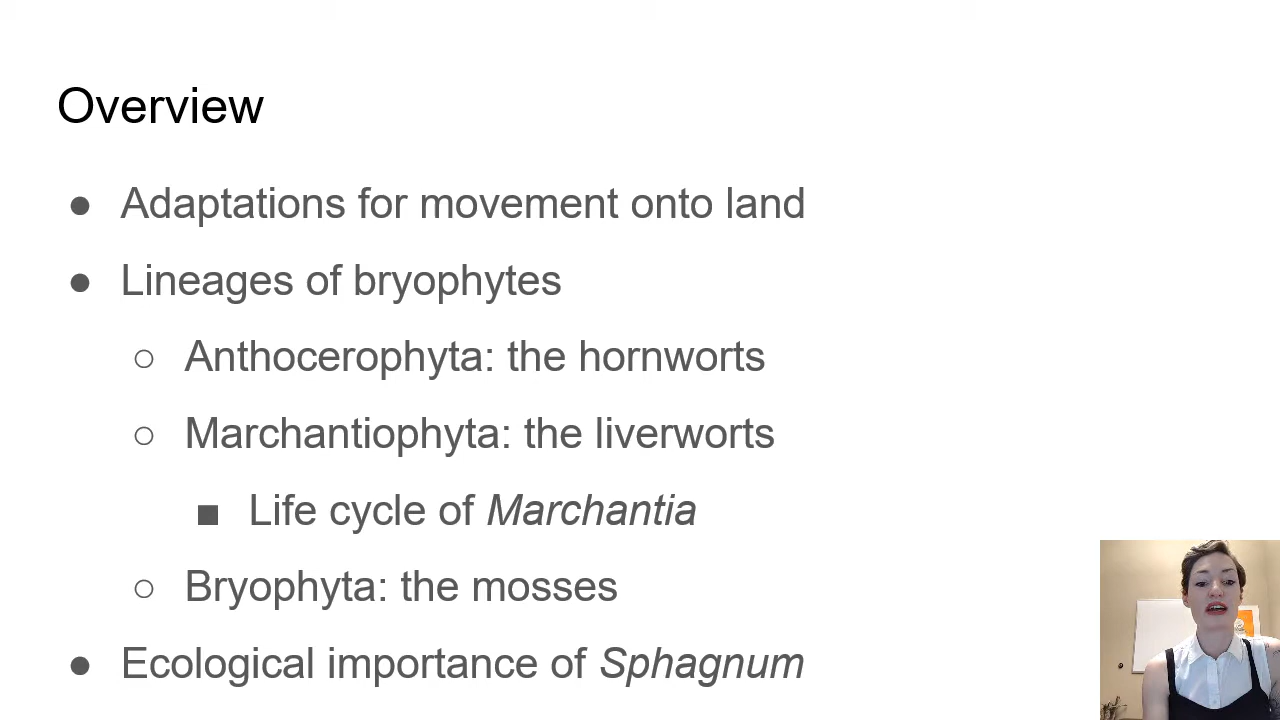 Overview
● Adaptations for movement onto land
● Lineages of bryophytes
○ Anthocerophyta: the hornworts
○ Marchantiophyta: the liverworts
■ Life cycle of Marchantia
○ Bryophyta: the mosses
● Ecological importance of Sphagnum